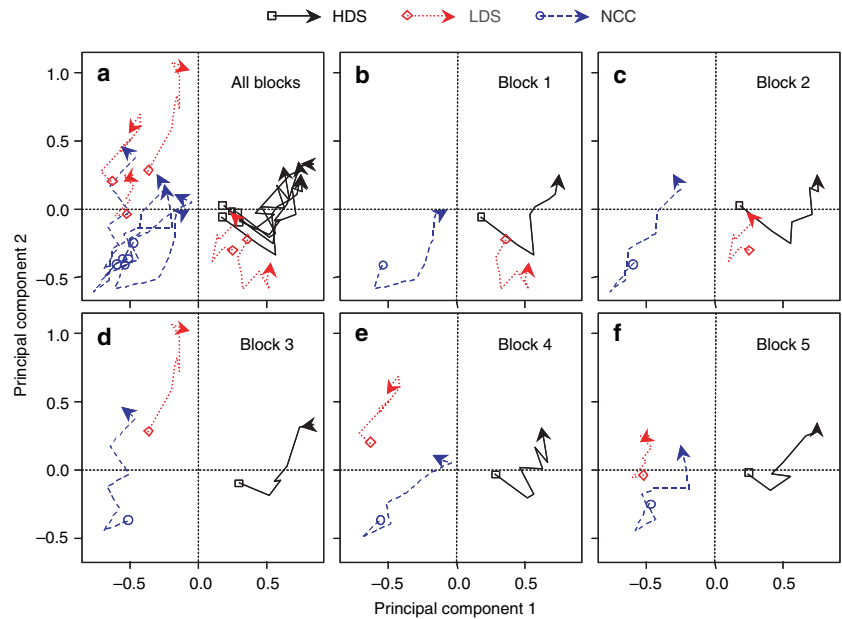 HDS LDS NCC
a All blocks
b Block 1
c Block 2
1.0
0.5
0.0
−0.5
d Block 3
e Block 4
f Block 5
1.0
0.5
0.0
−0.5
−0.5 0.0 0.5 −0.5 0.0 0.5 −0.5 0.0 0.5
Principal component 2
Principal component 1